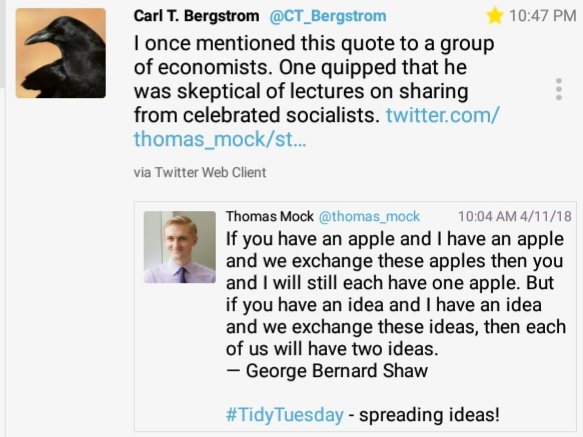 Carl T. Bergstrom @CT_Bergstrom 10:47 PM
I once mentioned this quote to a group
of economists. One quipped that he
was skeptical of lectures on sharing
from celebrated socialists. twitter.com/
thomas_mock/st...
via Twitter Web Client
Thomas Mock @thomas_mock 10:04 AM 4/11/18
If you have an apple and I have an apple
and we exchange these apples then you
and I will still each have one apple. But
if you have an idea and I have an idea
and we exchange these ideas, then each
of us will have two ideas.
— George Bernard Shaw
#TidyTuesday - spreading ideas!